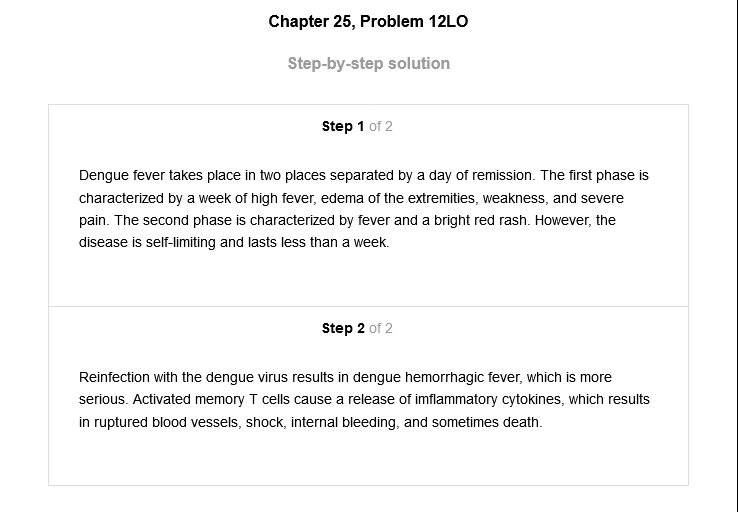 Chapter 25, Problem 12LO
Step-by-step solution
Step 1 of 2
Dengue fever takes place in two places separated by a day of remission. The first phase is
characterized by a week of high fever, edema of the extremities, weakness, and severe
pain. The second phase is characterized by fever and a bright red rash. However, the
disease is self-limiting and lasts less than a week.
Step 2 of 2
Reinfection with the dengue virus results in dengue hemorrhagic fever, which is more
serious. Activated memory T cells cause a release of imflammatory cytokines, which results
in ruptured blood vessels, shock, internal bleeding, and sometimes death.